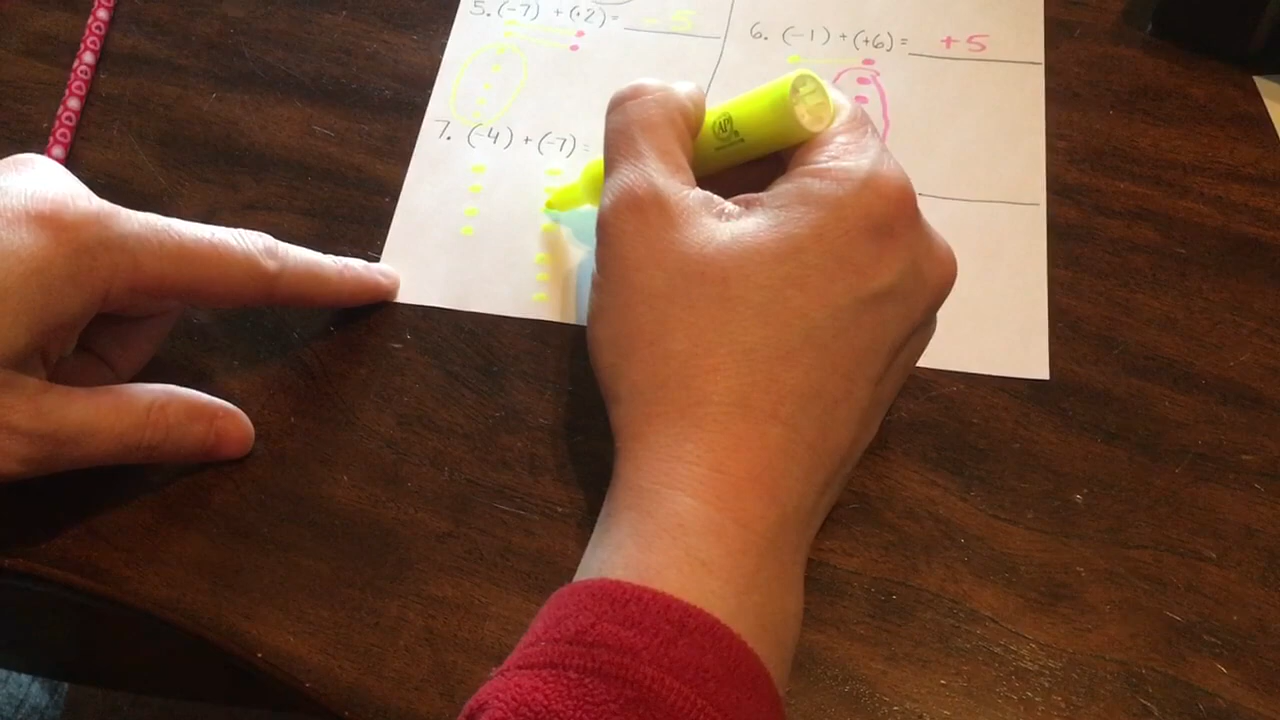 5. (-7) + (+2) = -5
6. (-1) + (+6) = +5
7. (-4) + (-7) =
AP